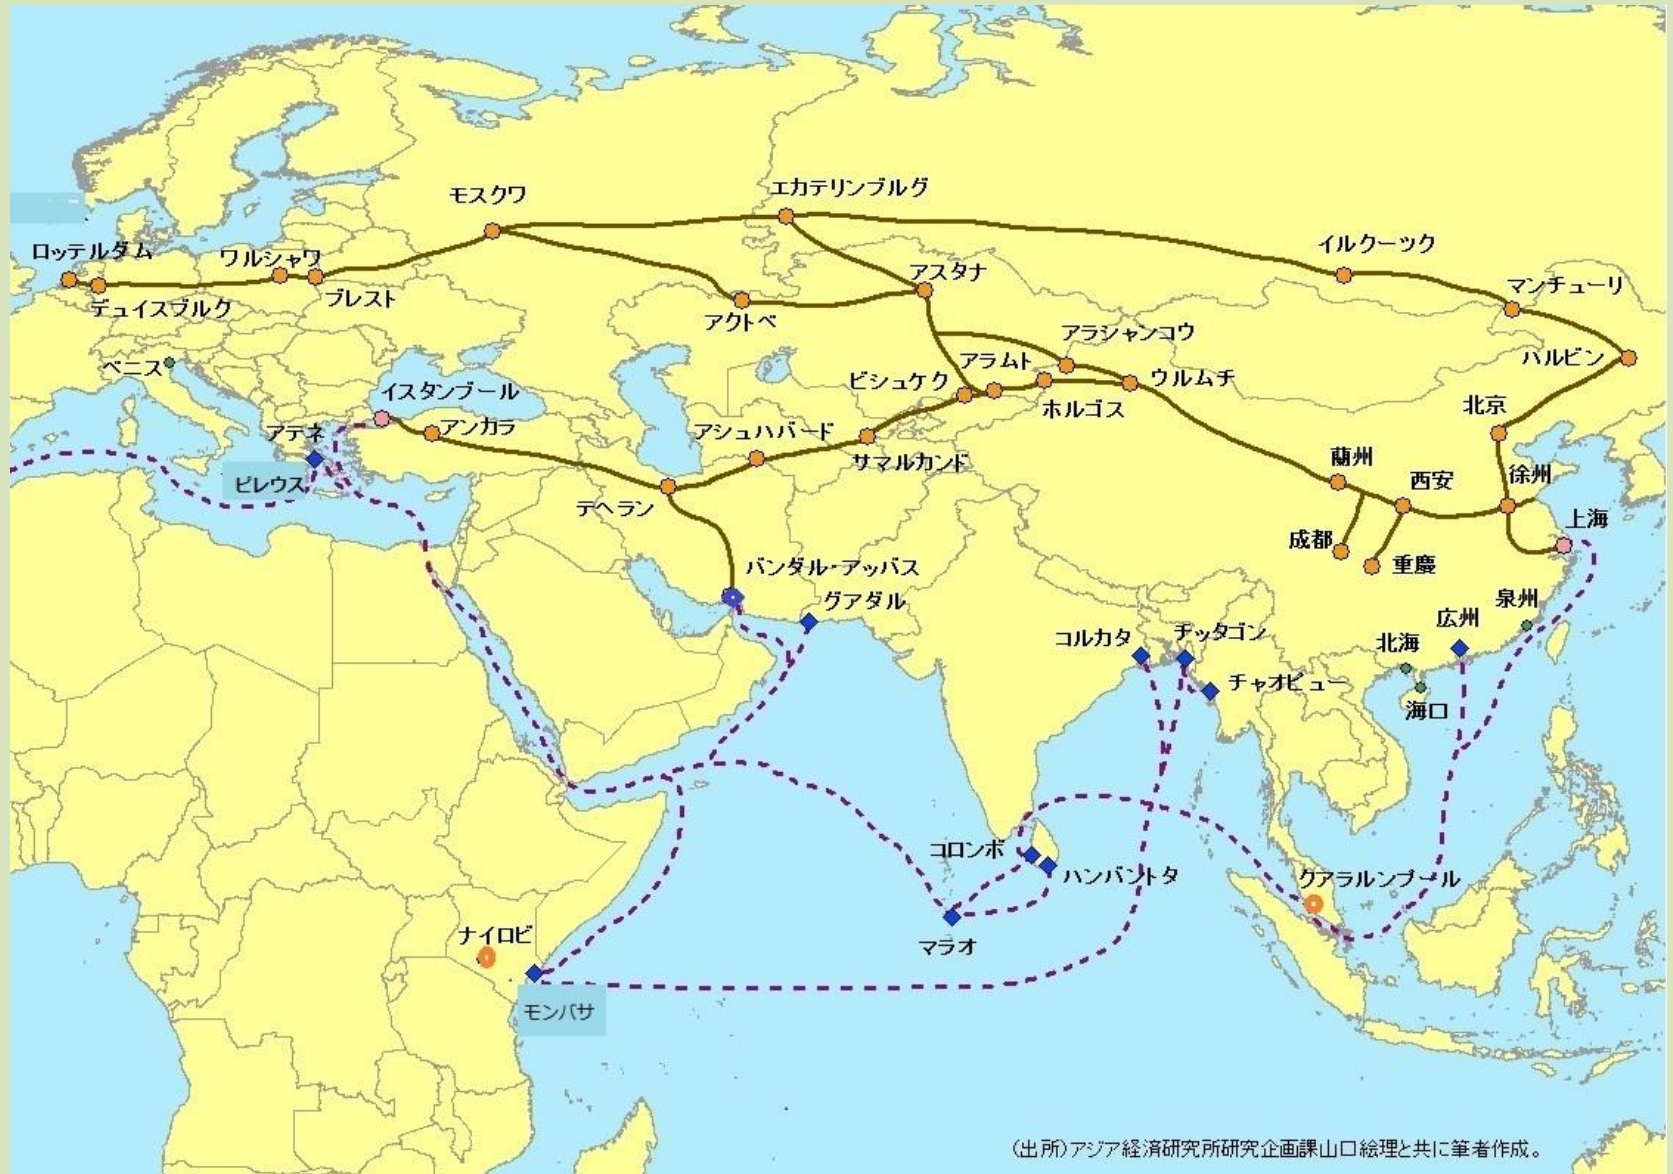 モスクワ
エカテリンブルグ
ロッテルダム
ワルシャワ
イルクーツク
アスタナ
マンチューリ
デュイスブルク
ブレスト
アクトベ
アラシャンコウ
ベニス
アラムト
ハルビン
イスタンブール
ビシュケク
ウルムチ
ホルゴス
北京
アテネ
アンカラ
アシュハバード
サマルカンド
蘭州
西安
徐州
ピレウス
テヘラン
上海
成都
重慶
バンダル・アッバス
グアダル
泉州
広州
コルカタ
チッタゴン
北海
チャオピュー
海口
コロンボ
ハンバントタ
クアラルンプール
ナイロビ
マラオ
モンバサ
(出所)アジア経済研究所研究企画課山口絵理と共に筆者作成。